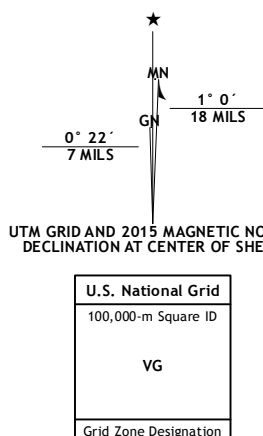 ★
MN
GN
1° 0´
18 MILS
0° 22´
7 MILS
UTM GRID AND 2015 MAGNETIC NO
DECLINATION AT CENTER OF SHE
U.S. National Grid
100,000-m Square ID
VG
Grid Zone Designation